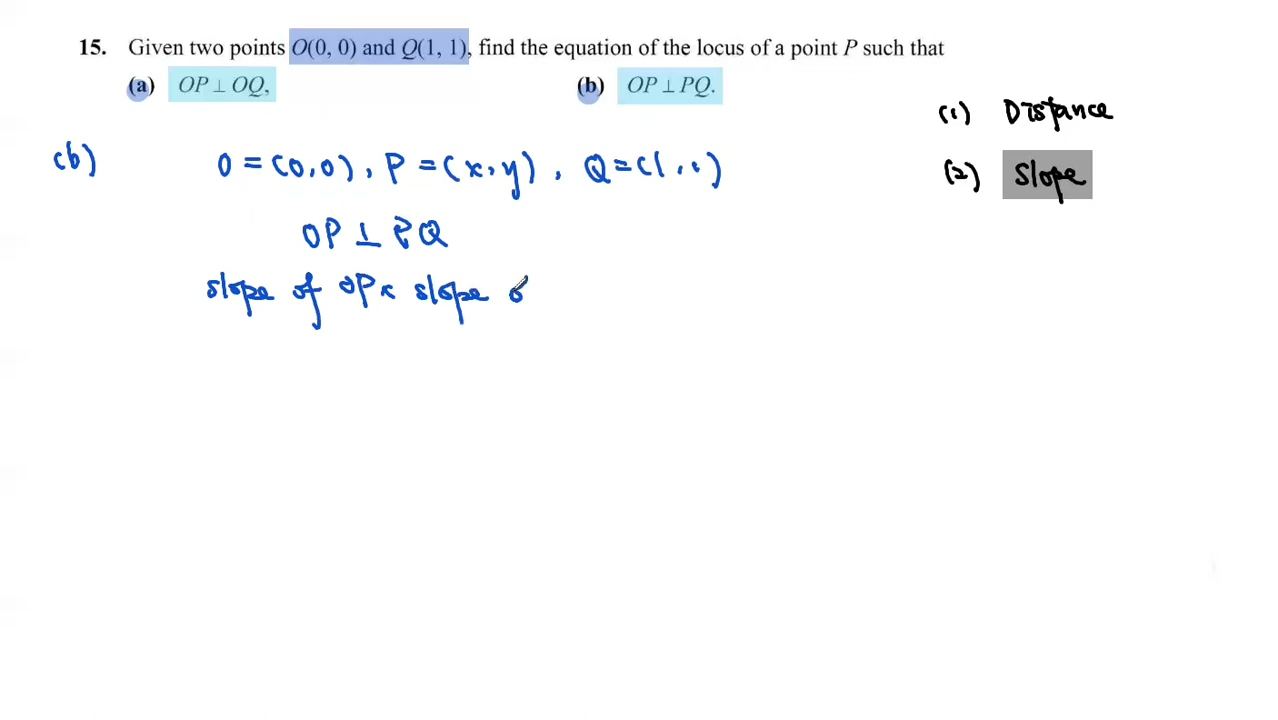 15. Given two points O(0, 0) and Q(1, 1), find the equation of the locus of a point P such that
(a) OP ⊥ OQ, (b) OP ⊥ PQ.
(1) Distance
(2) Slope
(b) O = (0,0), P = (x,y), Q = (1,1)
OP ⊥ PQ
slope of OP x slope o